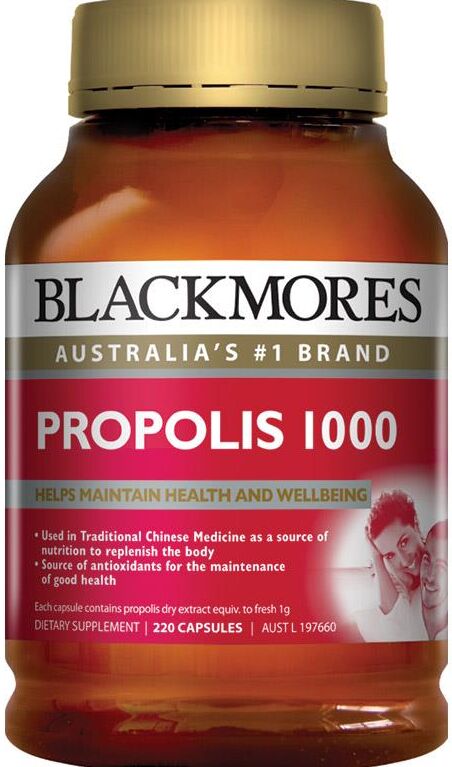 BLACKMORES
AUSTRALIA'S #1 BRAND
PROPOLIS 1000
HELPS MAINTAIN HEALTH AND WELLBEING
• Used in Traditional Chinese Medicine as a source of
nutrition to replenish the body
• Source of antioxidants for the maintenance
of good health
Each capsule contains propolis dry extract equiv. to fresh 1g
DIETARY SUPPLEMENT | 220 CAPSULES | AUST L 197660